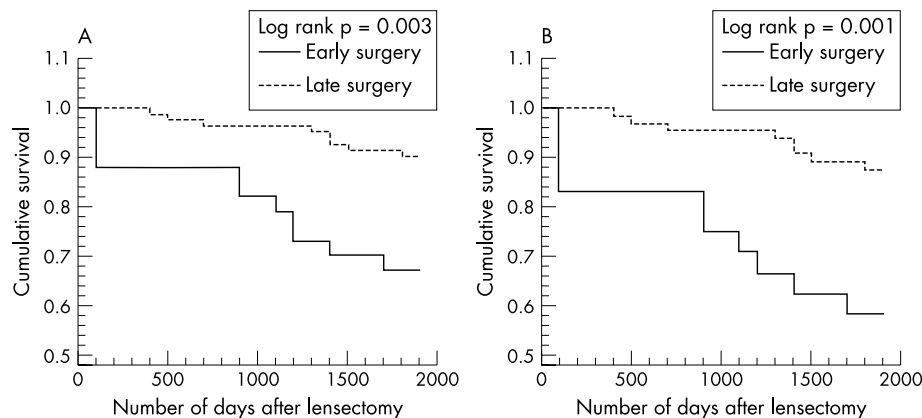 A
Log rank p = 0.003
Early surgery
Late surgery
Cumulative survival
1.1
1.0
0.9
0.8
0.7
0.6
0.5
0
500
1000
1500
2000
Number of days after lensectomy
B
Log rank p = 0.001
Early surgery
Late surgery
Cumulative survival
1.1
1.0
0.9
0.8
0.7
0.6
0.5
0
500
1000
1500
2000
Number of days after lensectomy